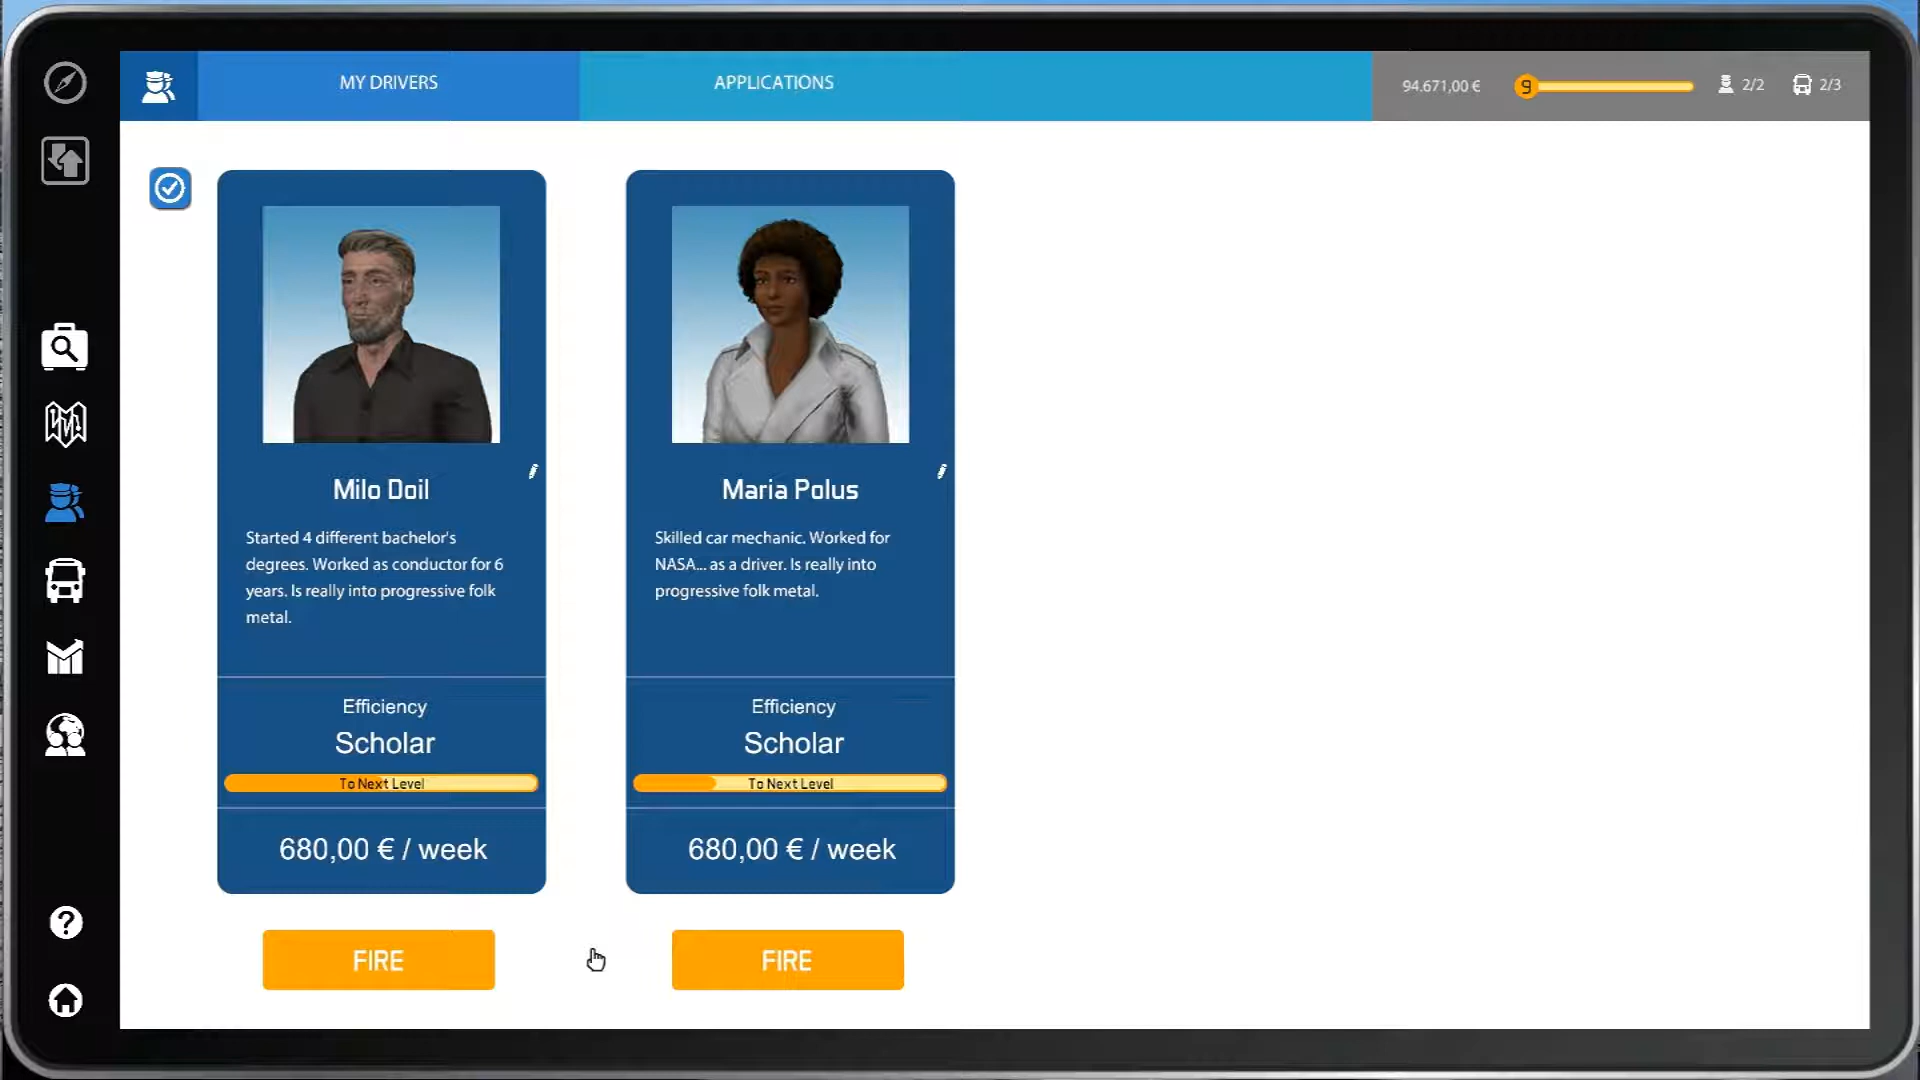 MY DRIVERS
APPLICATIONS
94.671,00 €
9
2/2
2/3
Milo Doil
Started 4 different bachelor's
degrees. Worked as conductor for 6
years. Is really into progressive folk
metal.
Efficiency
Scholar
To Next Level
680,00 € / week
FIRE
Maria Polus
Skilled car mechanic. Worked for
NASA... as a driver. Is really into
progressive folk metal.
Efficiency
Scholar
To Next Level
680,00 € / week
FIRE
?